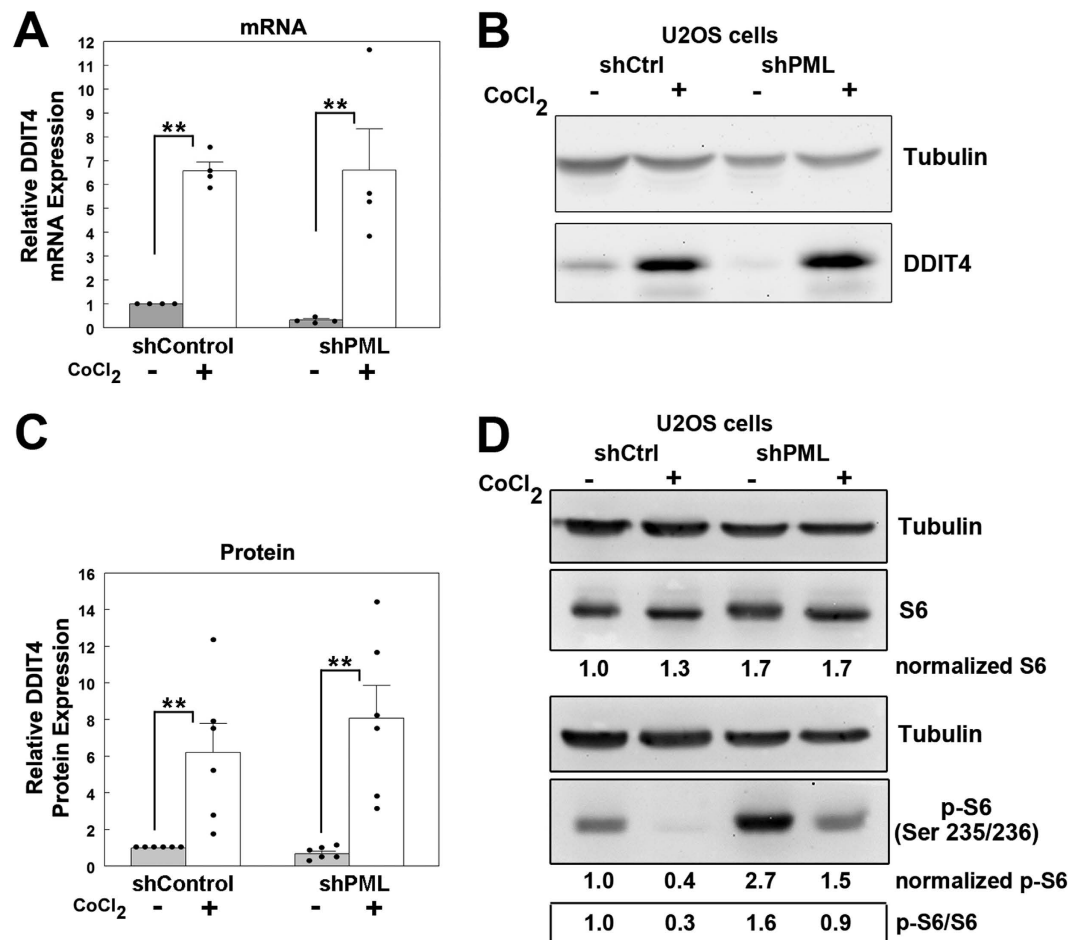 A
mRNA
Relative DDIT4
mRNA Expression
12
11
10
9
8
7
6
5
4
3
2
1
0
**
**
shControl shPML
CoCl2 - + - +
B
U2OS cells
shCtrl shPML
CoCl2 - + - +
Tubulin
DDIT4
C
Protein
Relative DDIT4
Protein Expression
16
14
12
10
8
6
4
2
0
**
**
shControl shPML
CoCl2 - + - +
D
U2OS cells
shCtrl shPML
CoCl2 - + - +
Tubulin
S6
1.0 1.3 1.7 1.7 normalized S6
Tubulin
p-S6
(Ser 235/236)
1.0 0.4 2.7 1.5 normalized p-S6
1.0 0.3 1.6 0.9 p-S6/S6